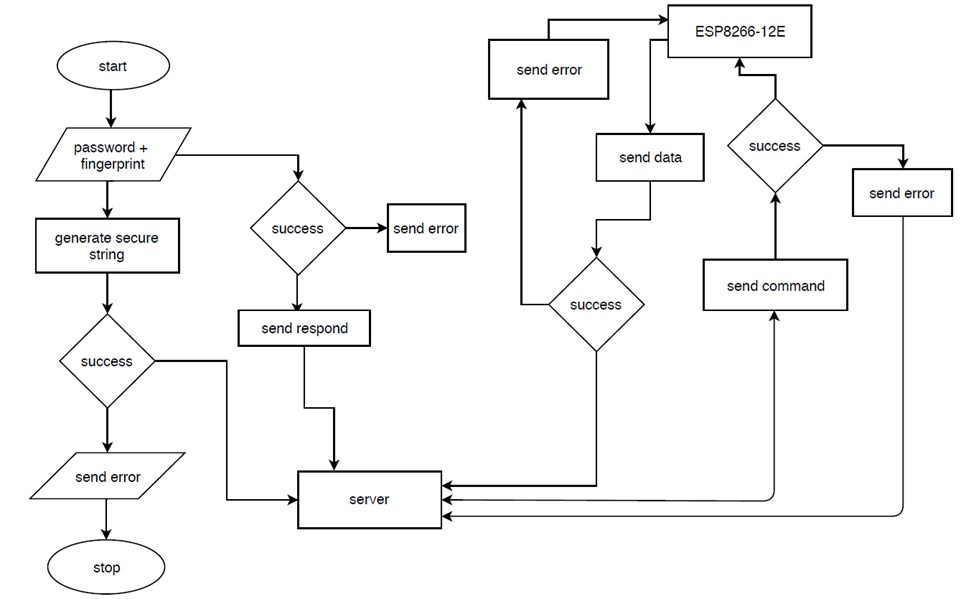 start
password +
fingerprint
generate secure
string
success
send error
stop
success
send error
send respond
server
send error
ESP8266-12E
send data
success
success
send error
send command